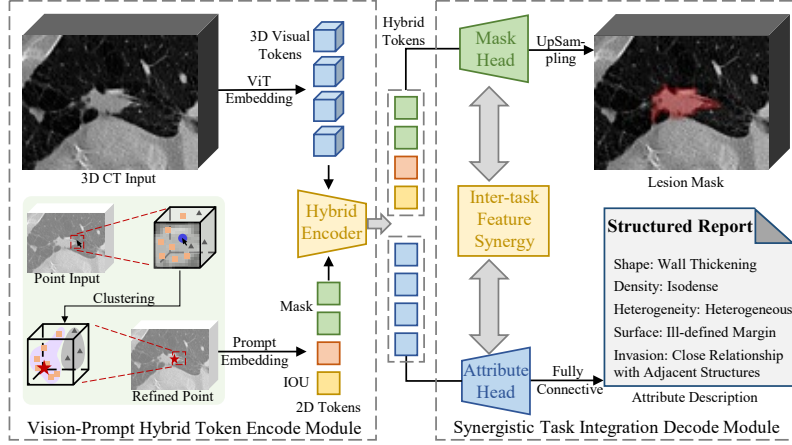 3D Visual
Tokens
ViT
Embedding
3D CT Input
Point Input
Clustering
Refined Point
Prompt
Embedding
Hybrid
Encoder
Mask
IOU
2D Tokens
Vision-Prompt Hybrid Token Encode Module
Hybrid
Tokens
Mask
Head
UpSam-
pling
Lesion Mask
Inter-task
Feature
Synergy
Attribute
Head
Fully
Connective
Structured Report
Shape: Wall Thickening
Density: Isodense
Heterogeneity: Heterogeneous
Surface: Ill-defined Margin
Invasion: Close Relationship
with Adjacent Structures
Attribute Description
Synergistic Task Integration Decode Module